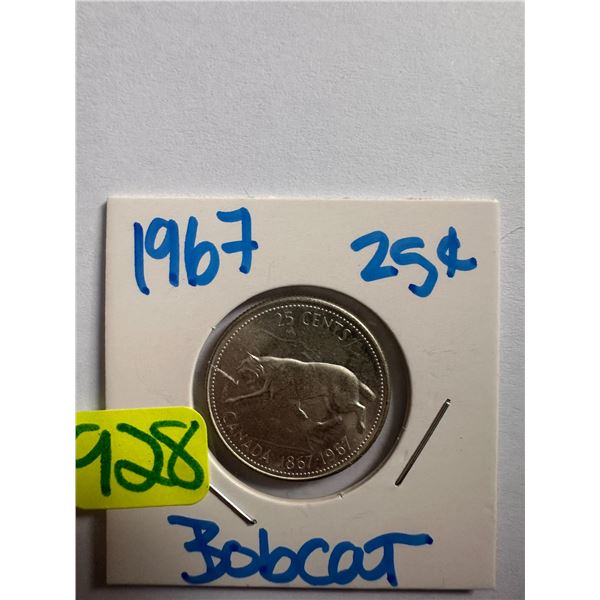 1967 25¢
25 CENTS
CANADA 1867·1967
928
Bobcat